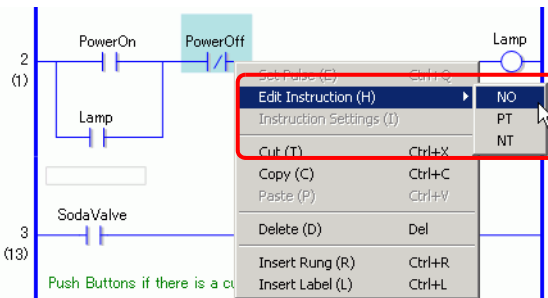 PowerOn PowerOff Lamp
2
(1)
Set Pulse (E) Ctrl+Q
Edit Instruction (H) NO
Lamp Instruction Settings (I) PT
NT
Cut (T) Ctrl+X
Copy (C) Ctrl+C
Paste (P) Ctrl+V
SodaValve
3 Delete (D) Del
(13)
Insert Rung (R) Ctrl+R
Push Buttons if there is a Insert Label (L) Ctrl+L